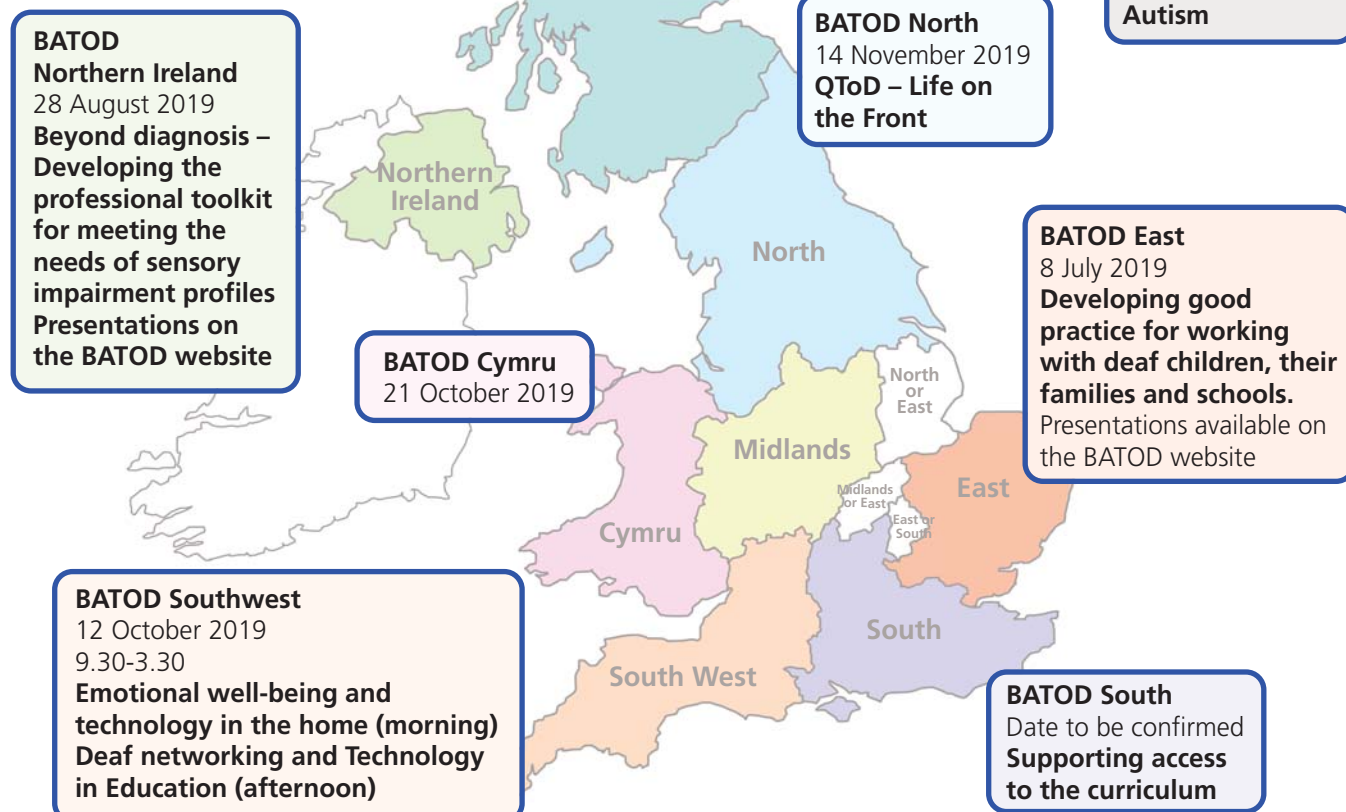 BATOD
Northern Ireland
28 August 2019
Beyond diagnosis –
Developing the
professional toolkit
for meeting the
needs of sensory
impairment profiles
Presentations on
the BATOD website
BATOD North
14 November 2019
QToD – Life on
the Front
Autism
Northern
Ireland
North
BATOD East
8 July 2019
Developing good
practice for working
with deaf children, their
families and schools.
Presentations available on
the BATOD website
BATOD Cymru
21 October 2019
North
or
East
Midlands
Midlands
or East
East
East or
South
Cymru
BATOD Southwest
12 October 2019
9.30-3.30
Emotional well-being and
technology in the home (morning)
Deaf networking and Technology
in Education (afternoon)
South
South West
BATOD South
Date to be confirmed
Supporting access
to the curriculum